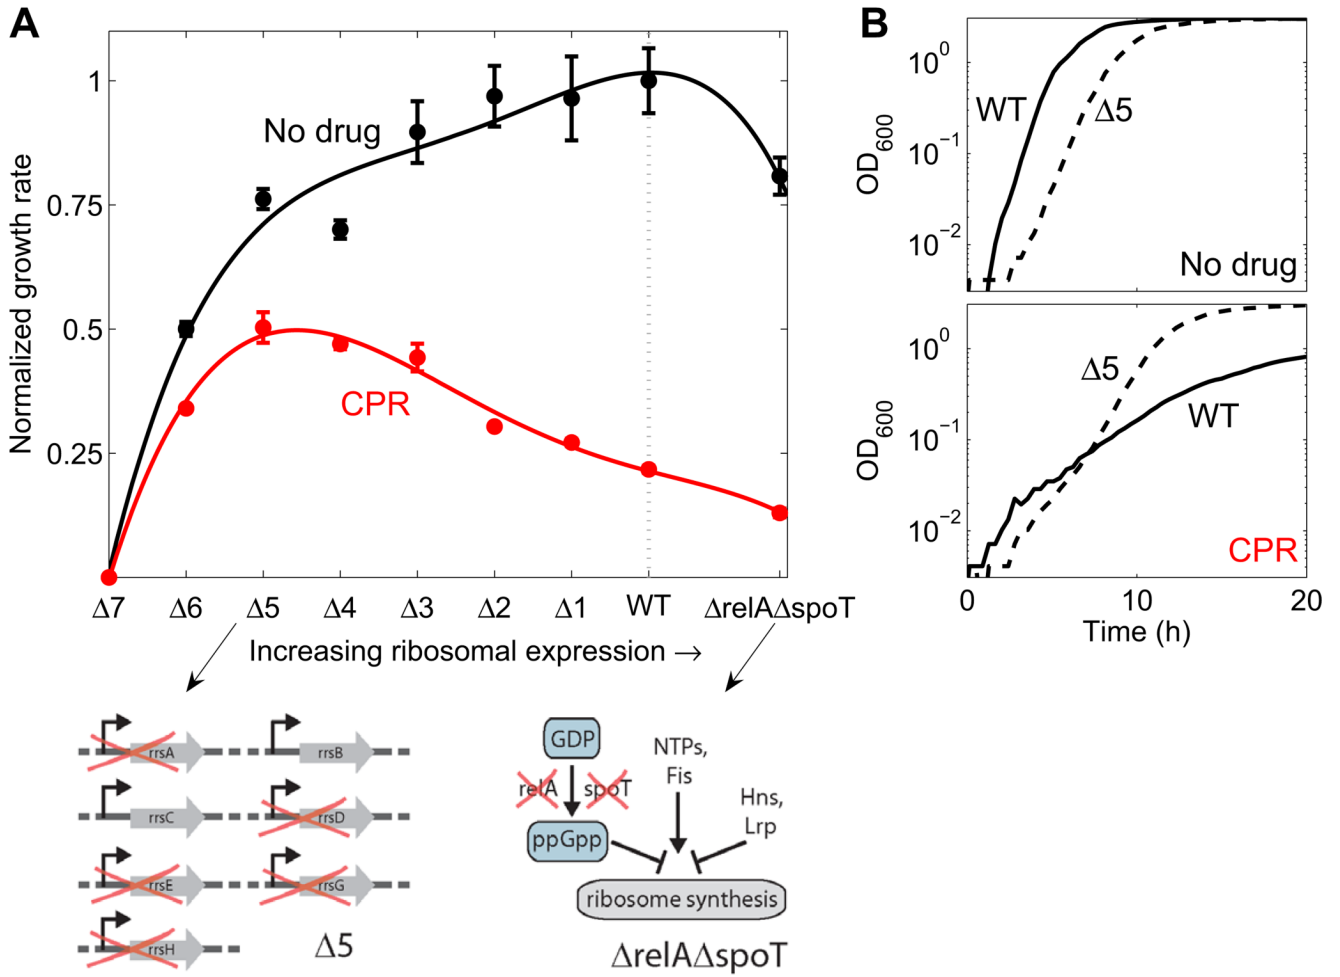 A
Normalized growth rate
1
0.75
0.5
0.25
No drug
CPR
Δ7 Δ6 Δ5 Δ4 Δ3 Δ2 Δ1 WT ΔrelAΔspoT
Increasing ribosomal expression →
rrsA rrsB
rrsC rrsD
rrsE rrsG
rrsH
Δ5
GDP
relA spoT
ppGpp
NTPs,
Fis
Hns,
Lrp
ribosome synthesis
ΔrelAΔspoT
B
OD600
10^0
10^−1
10^−2
WT
Δ5
No drug
OD600
10^0
10^−1
10^−2
Δ5
WT
CPR
0 10 20
Time (h)